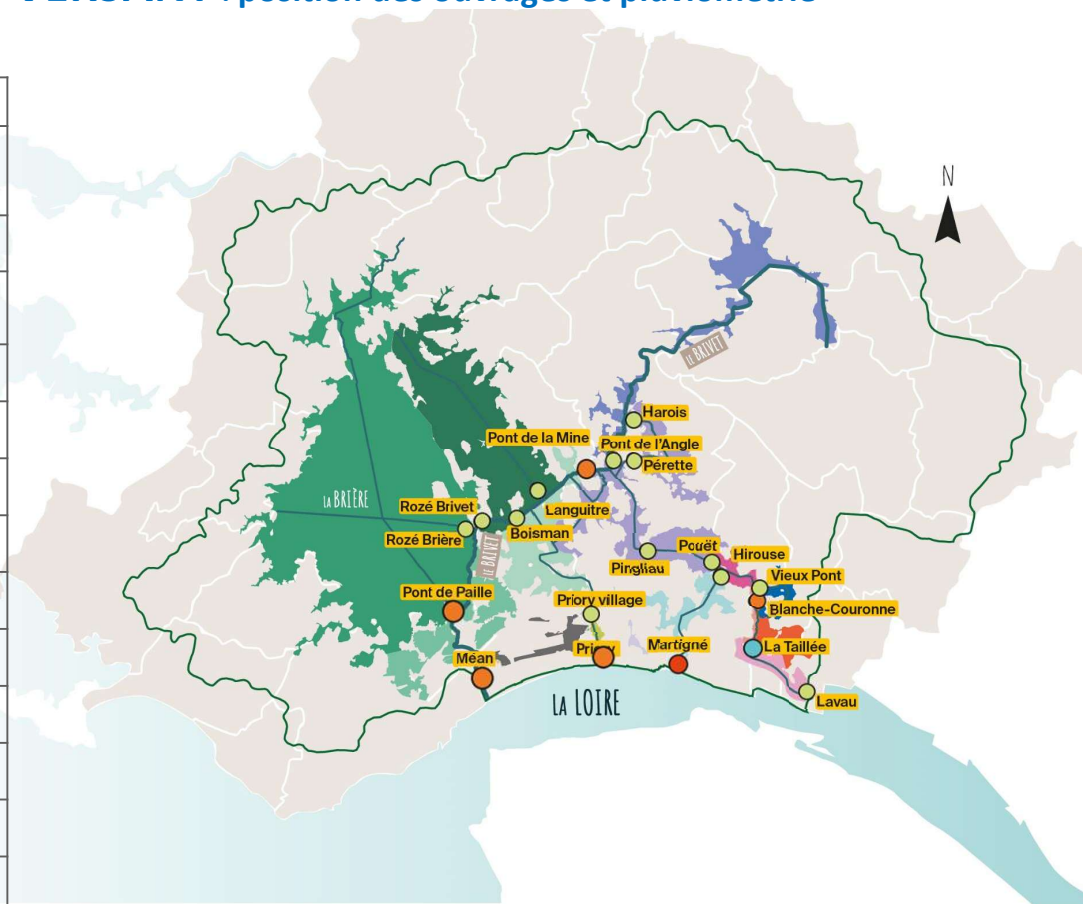 VERSANT : position des ouvrages et pluviométrie
N
LE BRIVET
Harois
Pont de la Mine
Pont de l'Angle
Pérette
LA BRIÈRE
Rozé Brivet
Languitre
Rozé Brière
Boisman
LE BRIVET
Pouët
Hirouse
Pingliau
Vieux Pont
Pont de Paille
Priory village
Blanche-Couronne
Priory
Martigné
La Taillée
Méan
Lavau
LA LOIRE